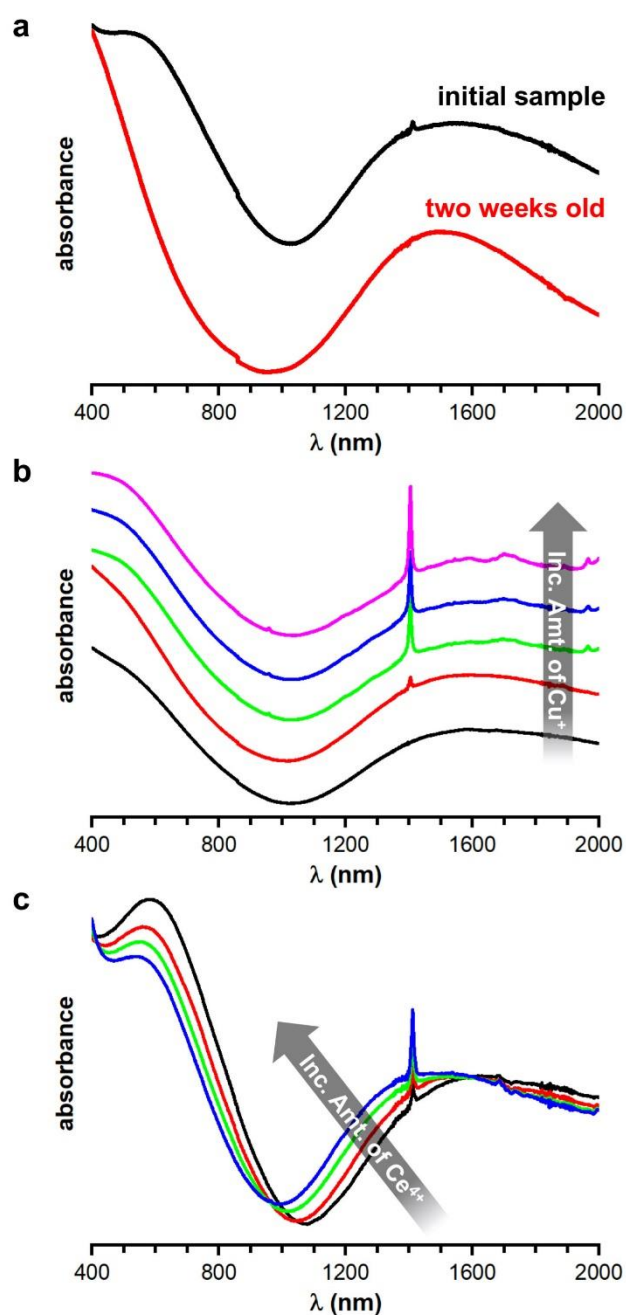 a
initial sample
two weeks old
absorbance
400 800 1200 1600 2000
λ (nm)
b
Inc. Amt. of Cu⁺
absorbance
400 800 1200 1600 2000
λ (nm)
c
Inc. Amt. of Ce⁴⁺
absorbance
400 800 1200 1600 2000
λ (nm)